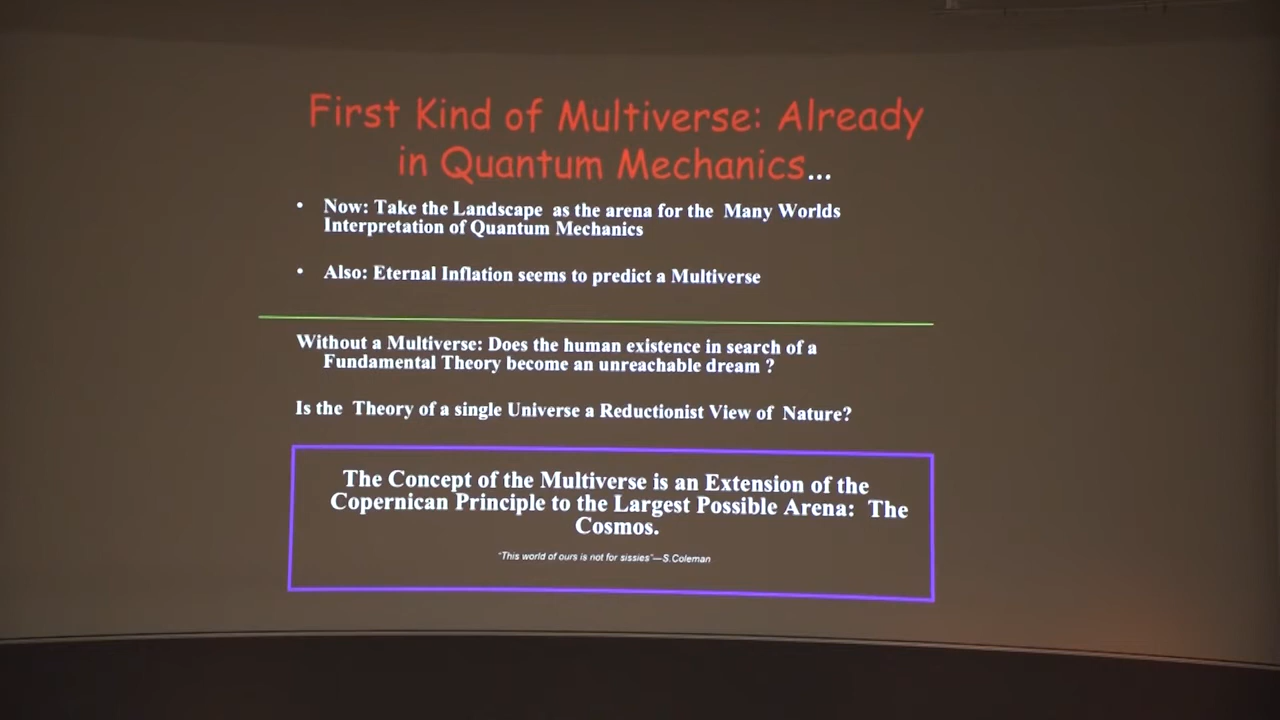 First Kind of Multiverse: Already
in Quantum Mechanics...
• Now: Take the Landscape as the arena for the Many Worlds
Interpretation of Quantum Mechanics
• Also: Eternal Inflation seems to predict a Multiverse
Without a Multiverse: Does the human existence in search of a
Fundamental Theory become an unreachable dream ?
Is the Theory of a single Universe a Reductionist View of Nature?
The Concept of the Multiverse is an Extension of the
Copernican Principle to the Largest Possible Arena: The
Cosmos.
"This world of ours is not for sissies"—S.Coleman